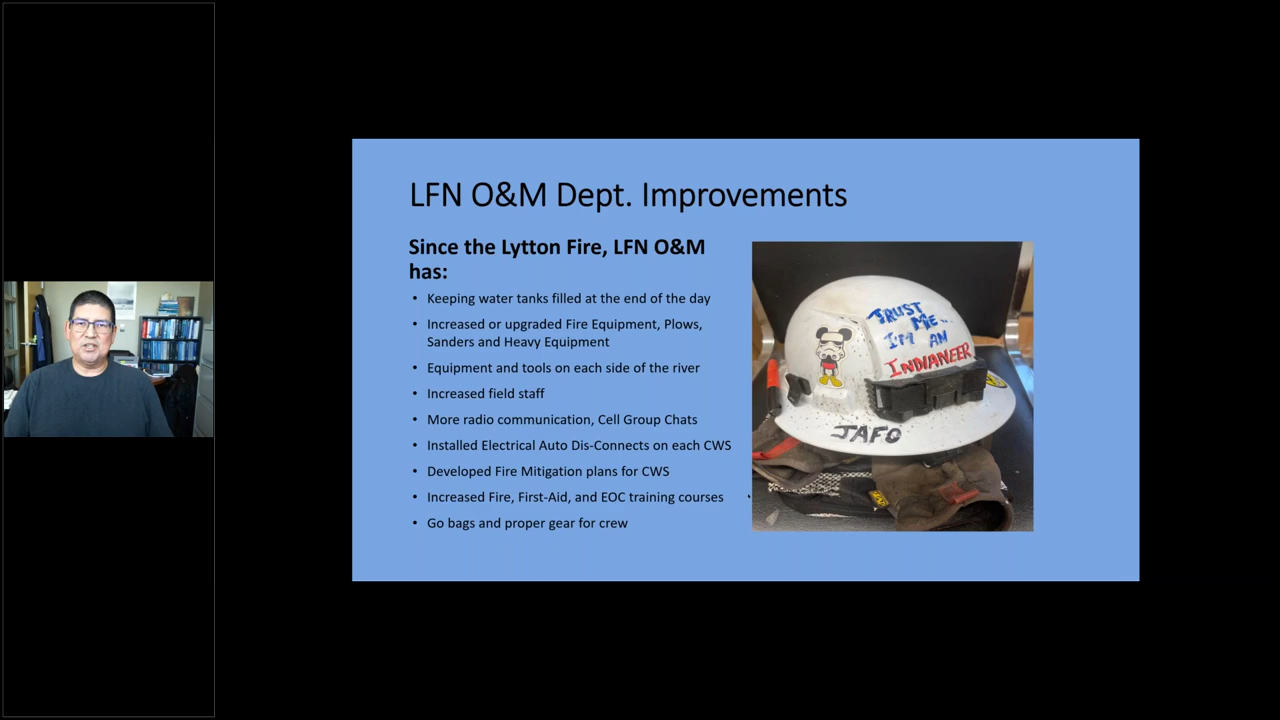 LFN O&M Dept. Improvements
Since the Lytton Fire, LFN O&M
has:
• Keeping water tanks filled at the end of the day
• Increased or upgraded Fire Equipment, Plows,
Sanders and Heavy Equipment
• Equipment and tools on each side of the river
• Increased field staff
• More radio communication, Cell Group Chats
• Installed Electrical Auto Dis-Connects on each CWS
• Developed Fire Mitigation plans for CWS
• Increased Fire, First-Aid, and EOC training courses
• Go bags and proper gear for crew
TRUST
ME..
I'M AN
INDIANEER
JAFO